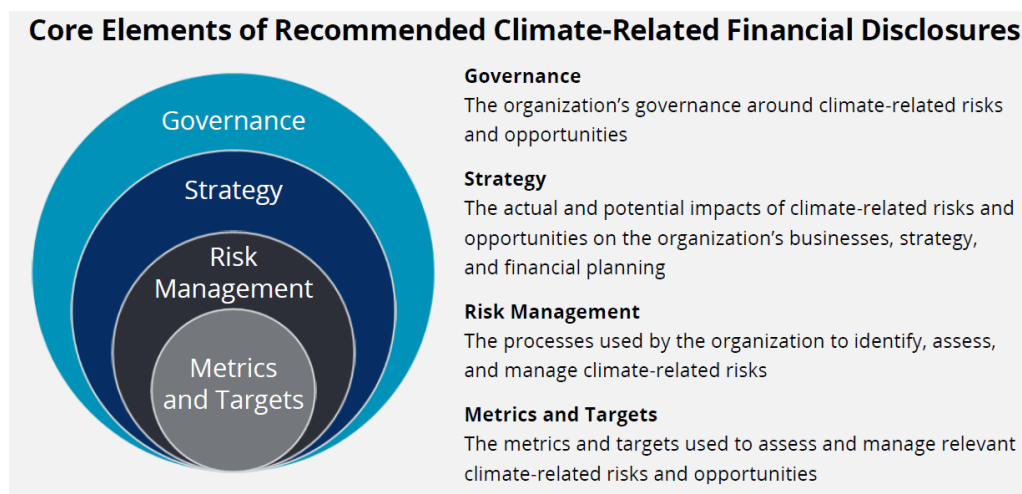 Core Elements of Recommended Climate-Related Financial Disclosures
Governance
Strategy
Risk
Management
Metrics
and Targets
Governance
The organization’s governance around climate-related risks
and opportunities
Strategy
The actual and potential impacts of climate-related risks and
opportunities on the organization’s businesses, strategy,
and financial planning
Risk Management
The processes used by the organization to identify, assess,
and manage climate-related risks
Metrics and Targets
The metrics and targets used to assess and manage relevant
climate-related risks and opportunities